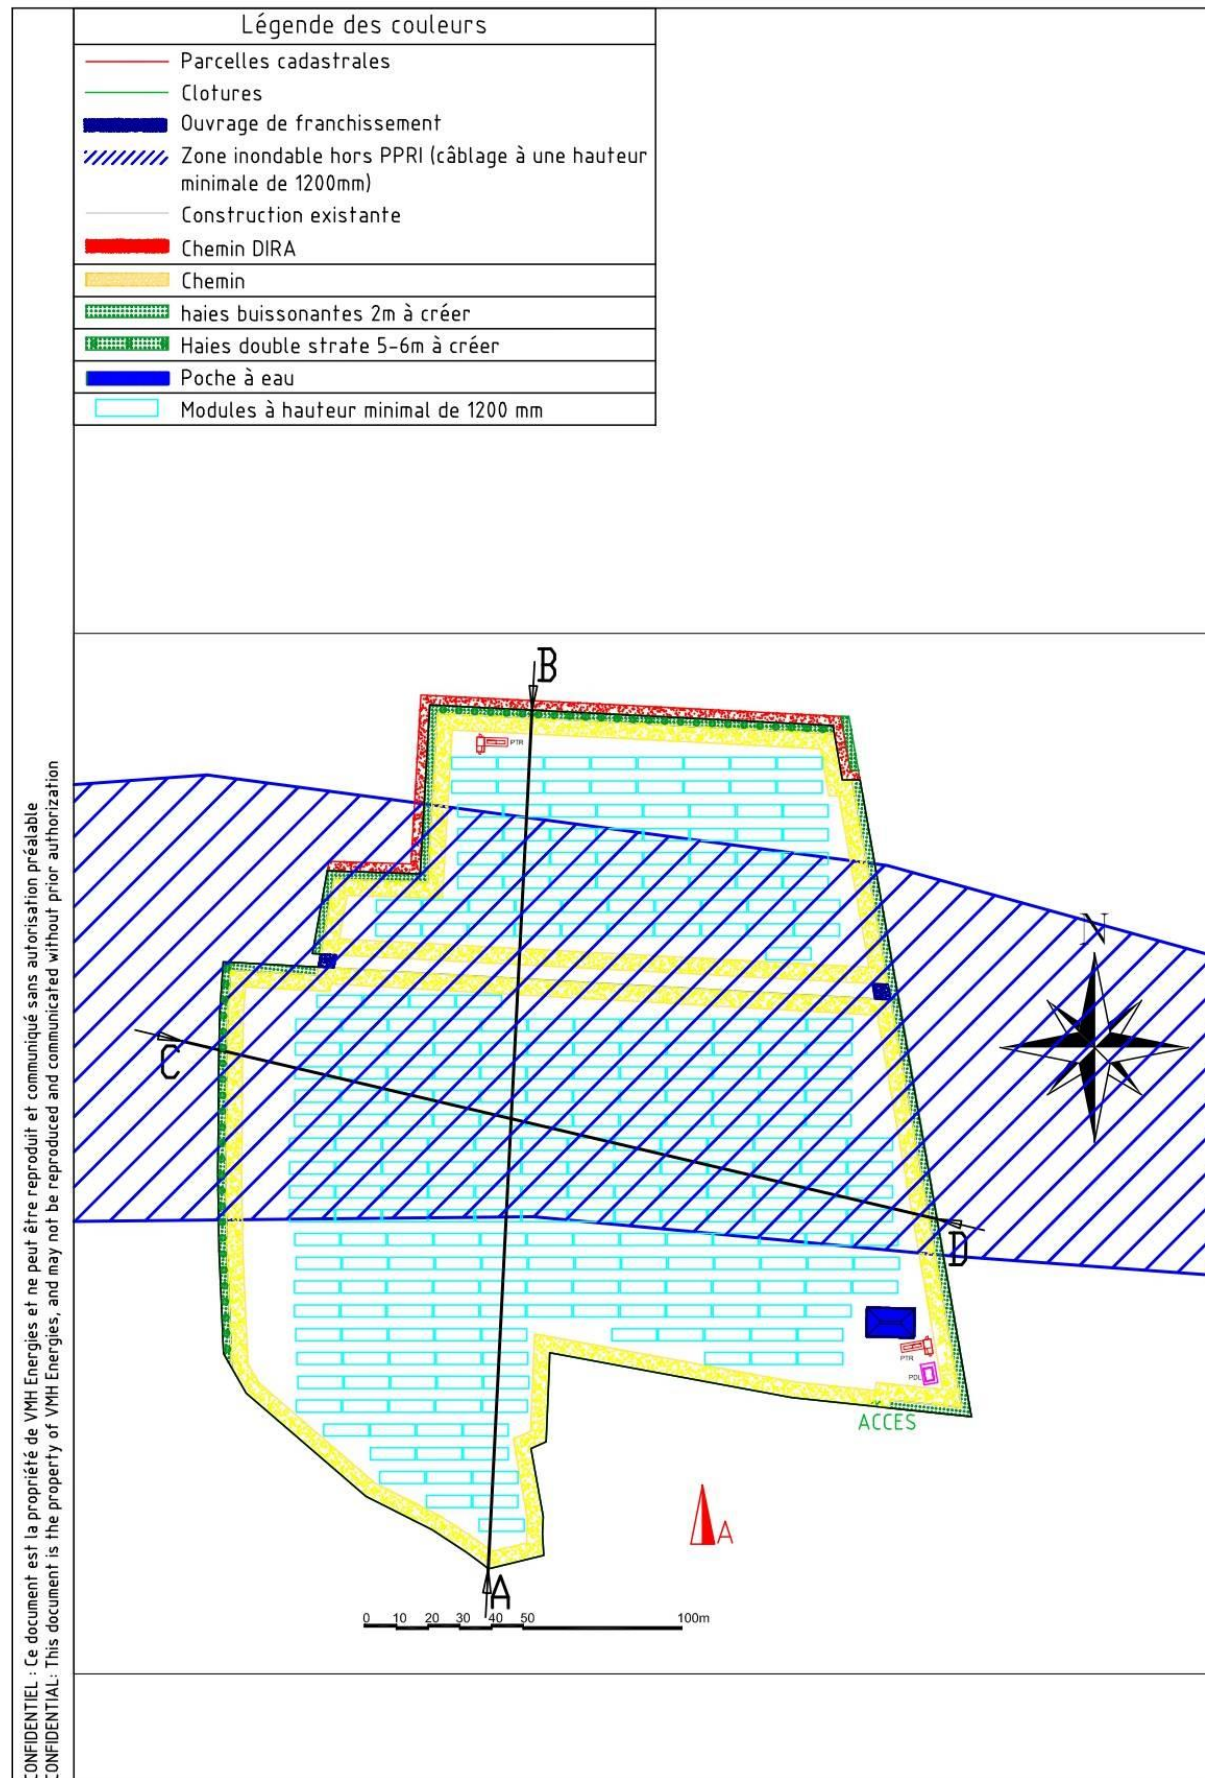 Légende des couleurs
Parcelles cadastrales
Clotures
Ouvrage de franchissement
Zone inondable hors PPRI (câblage à une hauteur
minimale de 1200mm)
Construction existante
Chemin DIRA
Chemin
haies buissonantes 2m à créer
Haies double strate 5-6m à créer
Poche à eau
Modules à hauteur minimal de 1200 mm
B
PTR
N
C
D
PTR
PDL
ACCES
A
A
0 10 20 30 40 50 100m
CONFIDENTIEL : Ce document est la propriété de VMH Energies et ne peut être reproduit et communiqué sans autorisation préalable
CONFIDENTIAL: This document is the property of VMH Energies, and may not be reproduced and communicated without prior authorization